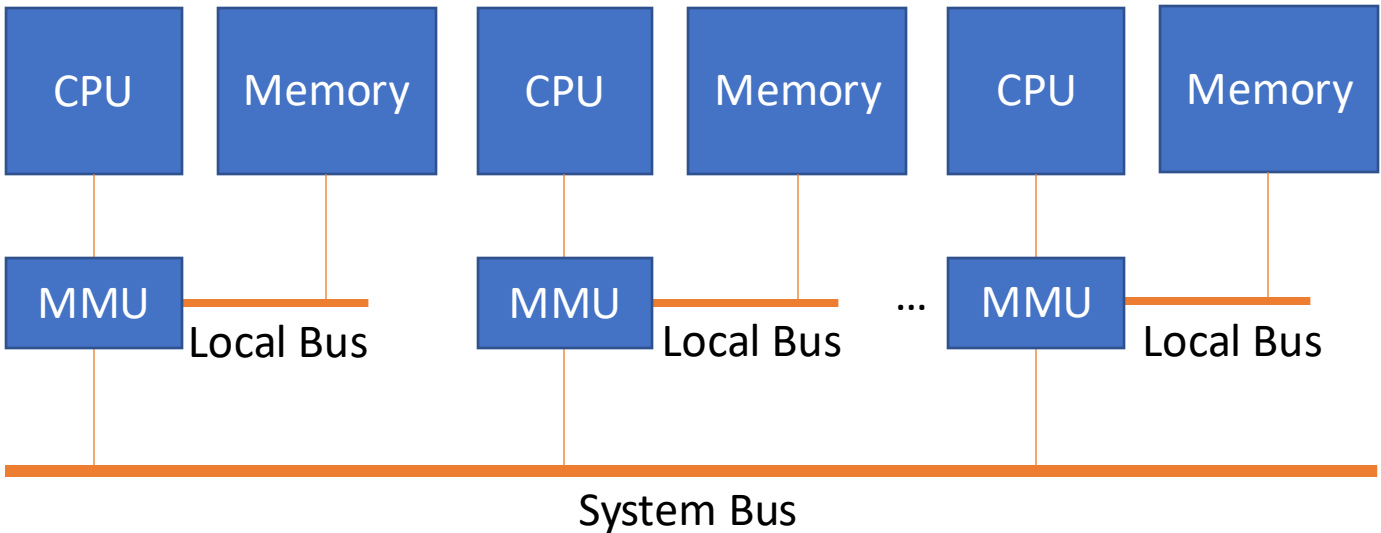 CPU Memory CPU Memory CPU Memory
MMU MMU ... MMU
Local Bus Local Bus Local Bus
System Bus